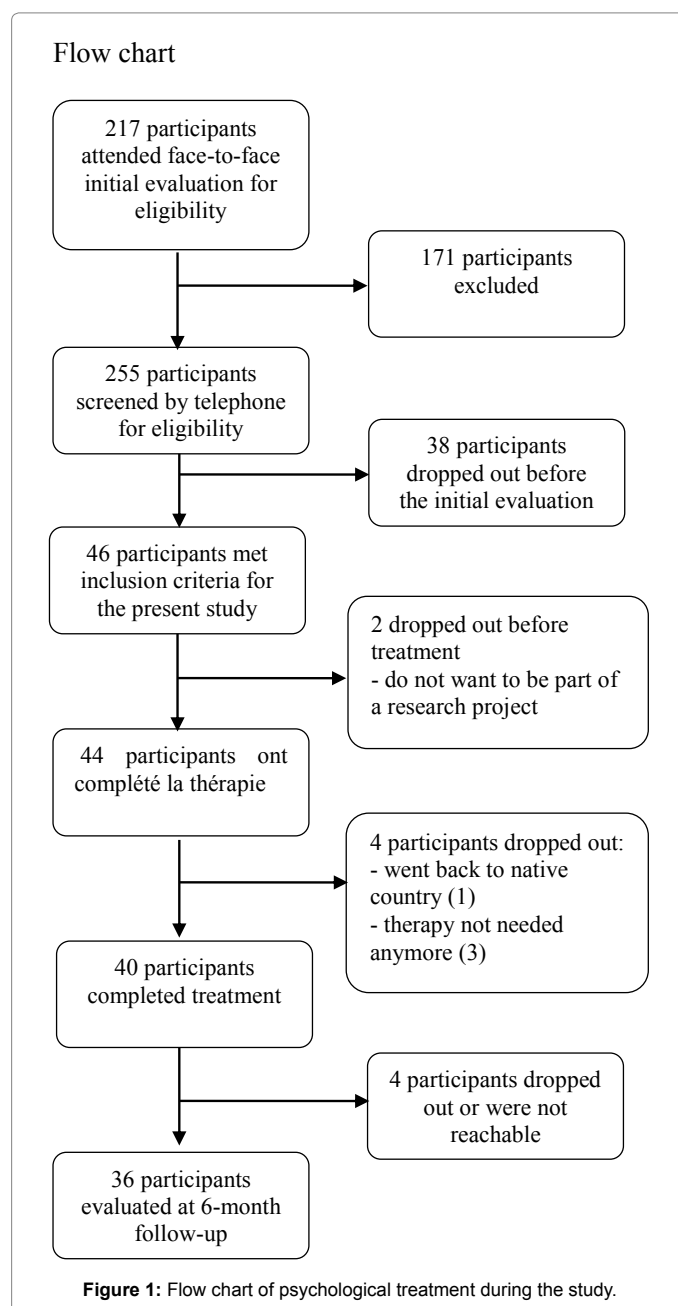 Flow chart
217 participants
attended face-to-face
initial evaluation for
eligibility
171 participants
excluded
255 participants
screened by telephone
for eligibility
38 participants
dropped out before
the initial evaluation
46 participants met
inclusion criteria for
the present study
2 dropped out before
treatment
- do not want to be part of
a research project
44 participants ont
complété la thérapie
4 participants dropped out:
- went back to native
country (1)
- therapy not needed
anymore (3)
40 participants
completed treatment
4 participants dropped
out or were not
reachable
36 participants
evaluated at 6-month
follow-up
Figure 1: Flow chart of psychological treatment during the study.